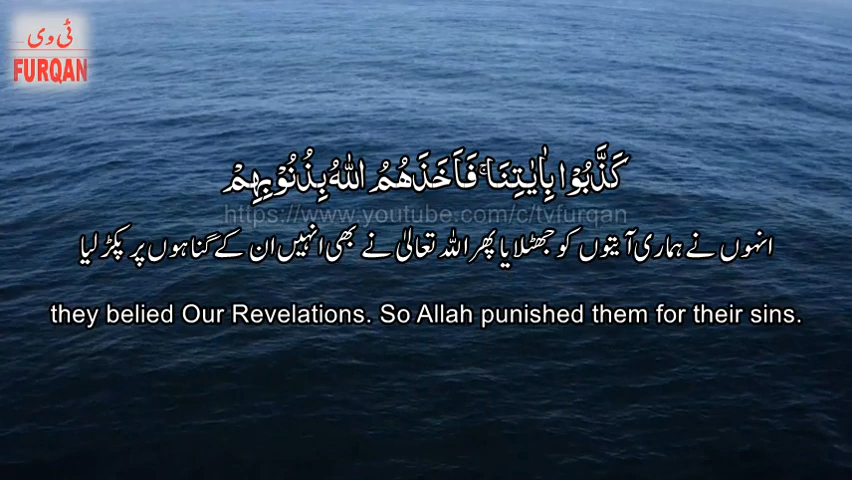 ٹی وی
FURQAN
كَذَّبُوۡا بِاٰيٰتِنَا‌ ۚ فَاَخَذَهُمُ اللّٰهُ بِذُنُوۡبِهِمۡ
https://www.youtube.com/c/tvfurqan
انہوں نے ہماری آیتوں کو جھٹلایا پھر اللہ تعالیٰ نے بھی انہیں ان کے گناہوں پر پکڑ لیا
they belied Our Revelations. So Allah punished them for their sins.